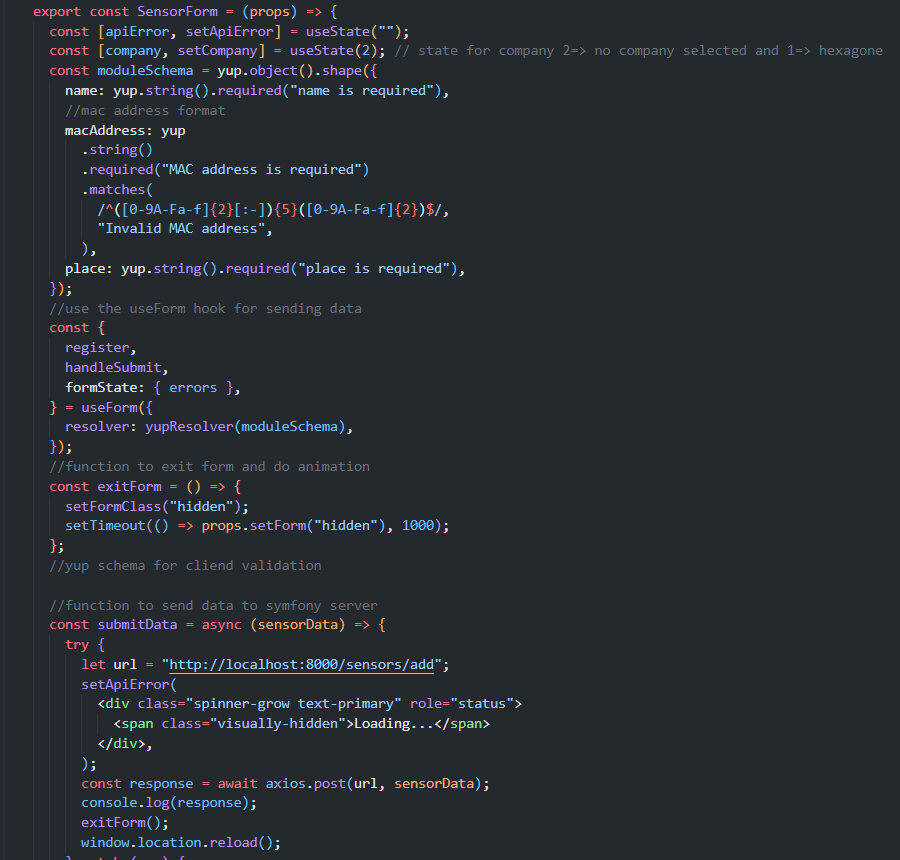 export const SensorForm = (props) => {
const [apiError, setApiError] = useState("");
const [company, setCompany] = useState(2); // state for company 2=> no company selected and 1=> hexagone
const moduleSchema = yup.object().shape({
name: yup.string().required("name is required"),
//mac address format
macAddress: yup
.string()
.required("MAC address is required")
.matches(
/^([0-9A-Fa-f]{2}[:-]){5}([0-9A-Fa-f]{2})$/,
"Invalid MAC address",
),
place: yup.string().required("place is required"),
});
//use the useForm hook for sending data
const {
register,
handleSubmit,
formState: { errors },
} = useForm({
resolver: yupResolver(moduleSchema),
});
//function to exit form and do animation
const exitForm = () => {
setFormClass("hidden");
setTimeout(() => props.setForm("hidden"), 1000);
};
//yup schema for cliend validation
//function to send data to symfony server
const submitData = async (sensorData) => {
try {
let url = "http://localhost:8000/sensors/add";
setApiError(
<div class="spinner-grow text-primary" role="status">
<span class="visually-hidden">Loading...</span>
</div>,
);
const response = await axios.post(url, sensorData);
console.log(response);
exitForm();
window.location.reload();